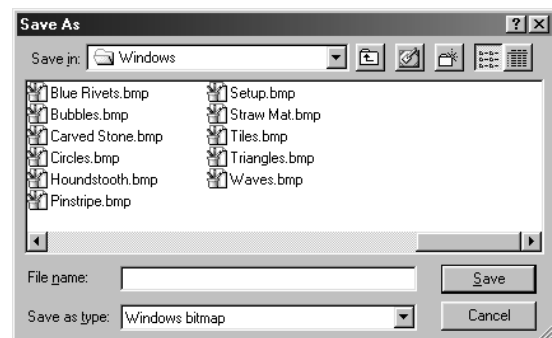 Save As
Save in: Windows
Blue Rivets.bmp
Bubbles.bmp
Carved Stone.bmp
Circles.bmp
Houndstooth.bmp
Pinstripe.bmp
Setup.bmp
Straw Mat.bmp
Tiles.bmp
Triangles.bmp
Waves.bmp
File name:
Save
Save as type: Windows bitmap
Cancel